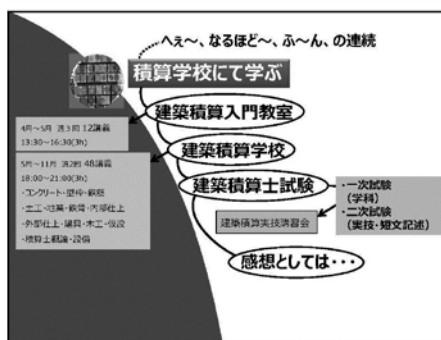 へぇ～、なるほど～、ふ～ん、の連続
積算学校にて学ぶ
建築積算入門教室
4月～5月 週3回 12講義
13:30～16:30(3h)
建築積算学校
5月～11月 週2回 48講義
18:00～21:00(3h)
・コンクリート・型枠・鉄筋
・土工・地業・鉄骨・内部仕上
・外部仕上・建具・木工・仮設
・積算士概論・設備
建築積算士試験
・一次試験
(学科)
・二次試験
(実技・短文記述)
建築積算実技講習会
感想としては・・・